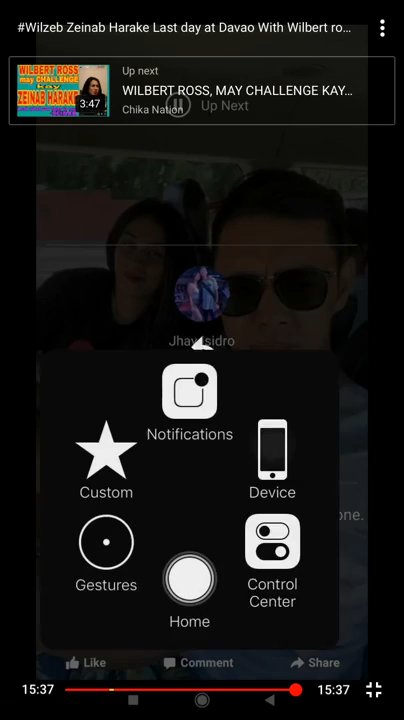 #Wilzeb Zeinab Harake Last day at Davao With Wilbert ro...
Up next
WILBERT ROSS, MAY CHALLENGE KAY...
Chika Nation
WILBERT ROSS
may CHALLENGE
kay
ZEINAB HARAKE
3:47
Up Next
Notifications
Custom
Device
one.
Gestures
Control
Center
Home
Like
Comment
Share
15:37
15:37